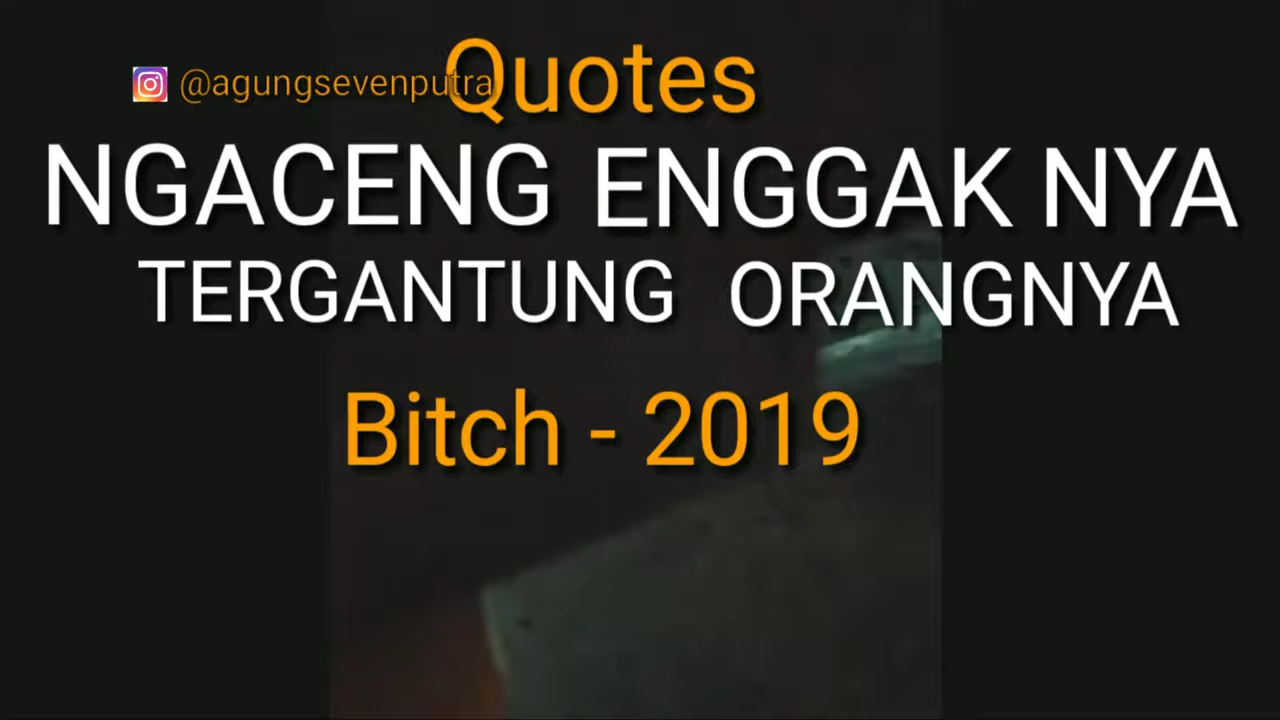 Quotes
@agungsevenputra
NGACENG ENGGAK NYA
TERGANTUNG ORANGNYA
Bitch - 2019